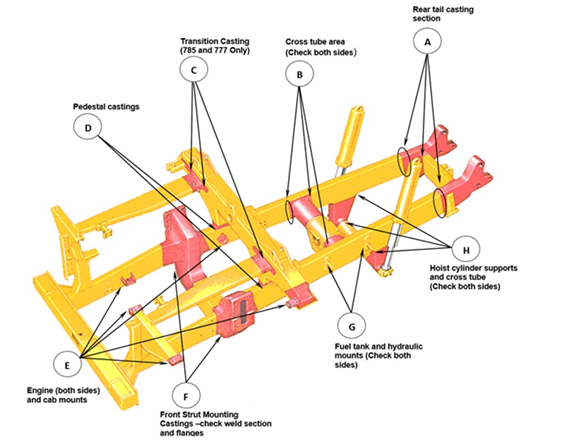 Rear tail casting
section
A
Transition Casting
(785 and 777 Only)
C
Cross tube area
(Check both sides)
B
Pedestal castings
D
H
Hoist cylinder supports
and cross tube
(Check both sides)
G
Fuel tank and hydraulic
mounts (Check both
sides)
E
Engine (both sides)
and cab mounts
F
Front Strut Mounting
Castings –check weld section
and flanges